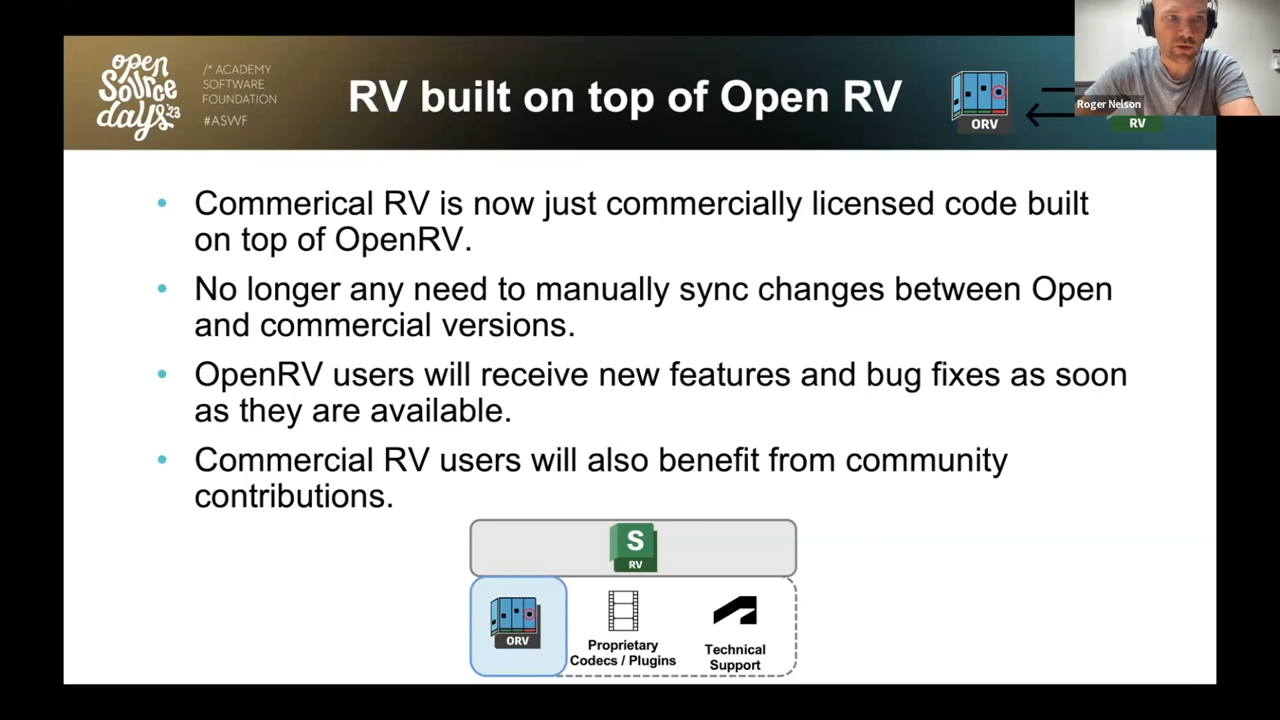 open
Source
days '23
/* ACADEMY
SOFTWARE
FOUNDATION
#ASWF
RV built on top of Open RV
ORV
RV
Roger Nelson
• Commerical RV is now just commercially licensed code built
on top of OpenRV.
• No longer any need to manually sync changes between Open
and commercial versions.
• OpenRV users will receive new features and bug fixes as soon
as they are available.
• Commercial RV users will also benefit from community
contributions.
S
RV
ORV
Proprietary
Codecs / Plugins
Technical
Support